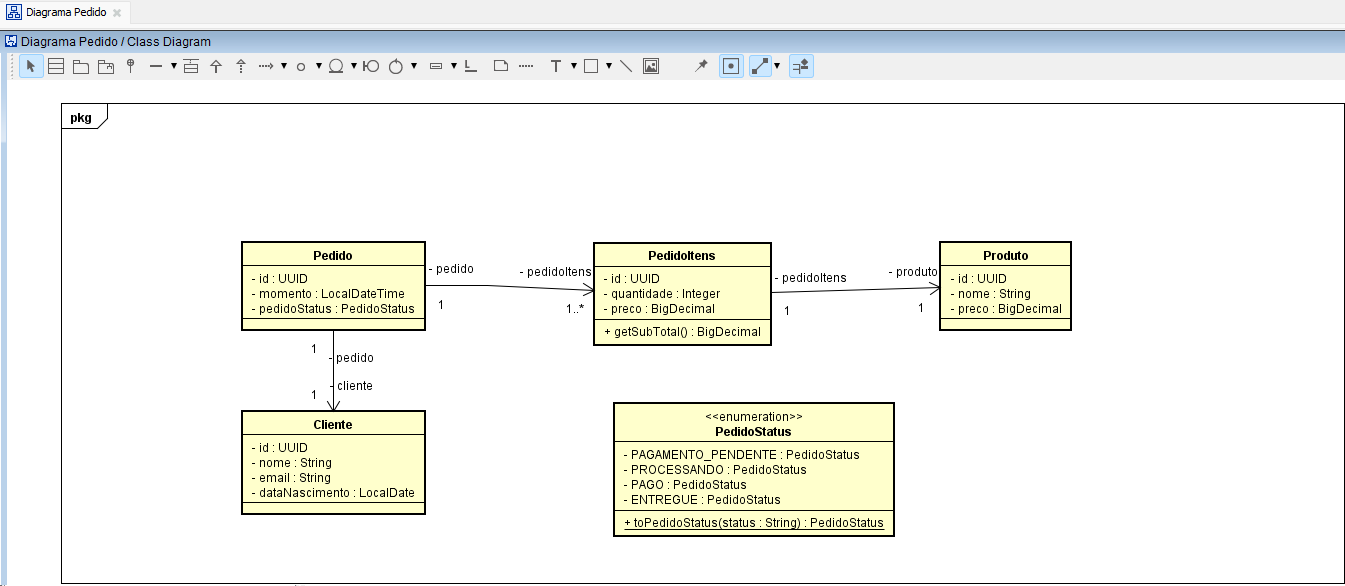 Diagrama Pedido
Diagrama Pedido / Class Diagram
pkg
Pedido
- id : UUID
- momento : LocalDateTime
- pedidoStatus : PedidoStatus
- pedido
1
- pedidoItens
1..*
PedidoItens
- id : UUID
- quantidade : Integer
- preco : BigDecimal
+ getSubTotal() : BigDecimal
- pedidoItens
1
- produto
1
Produto
- id : UUID
- nome : String
- preco : BigDecimal
1
- pedido
- cliente
1
Cliente
- id : UUID
- nome : String
- email : String
- dataNascimento : LocalDate
<<enumeration>>
PedidoStatus
- PAGAMENTO_PENDENTE : PedidoStatus
- PROCESSANDO : PedidoStatus
- PAGO : PedidoStatus
- ENTREGUE : PedidoStatus
+ toPedidoStatus(status : String) : PedidoStatus